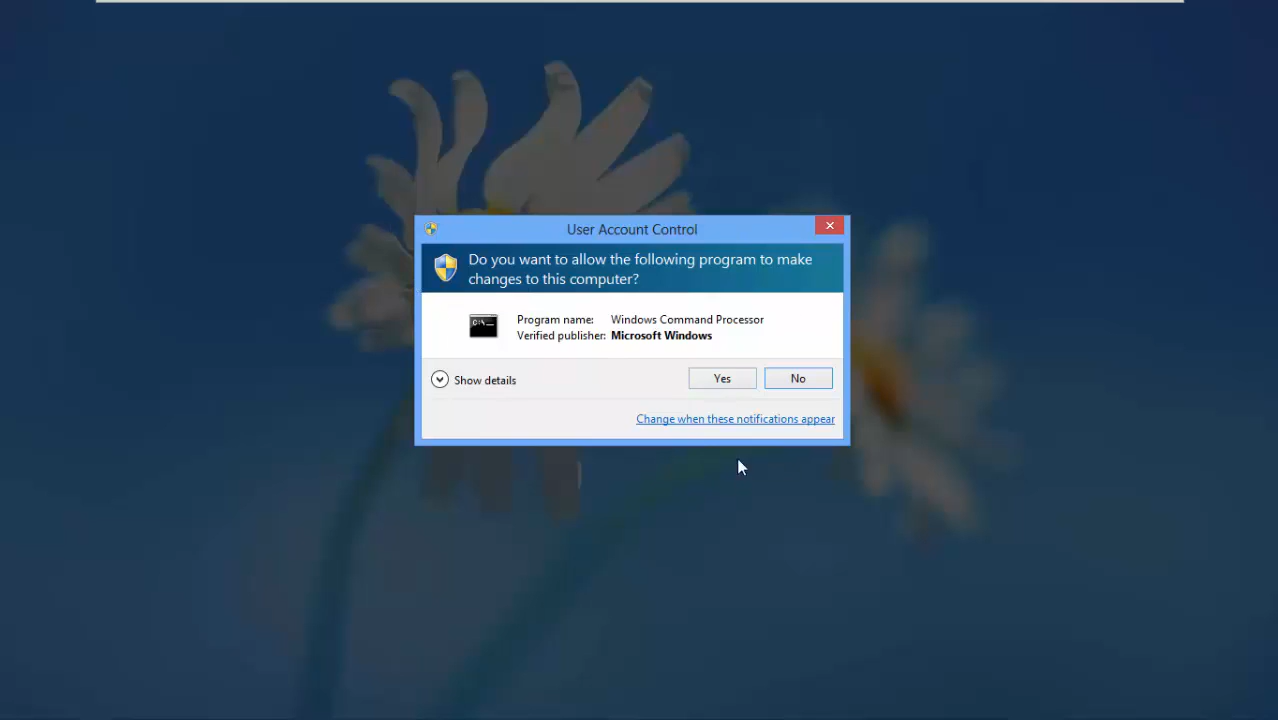 User Account Control
Do you want to allow the following program to make
changes to this computer?
C:\_
Program name: Windows Command Processor
Verified publisher: Microsoft Windows
Show details
Yes
No
Change when these notifications appear